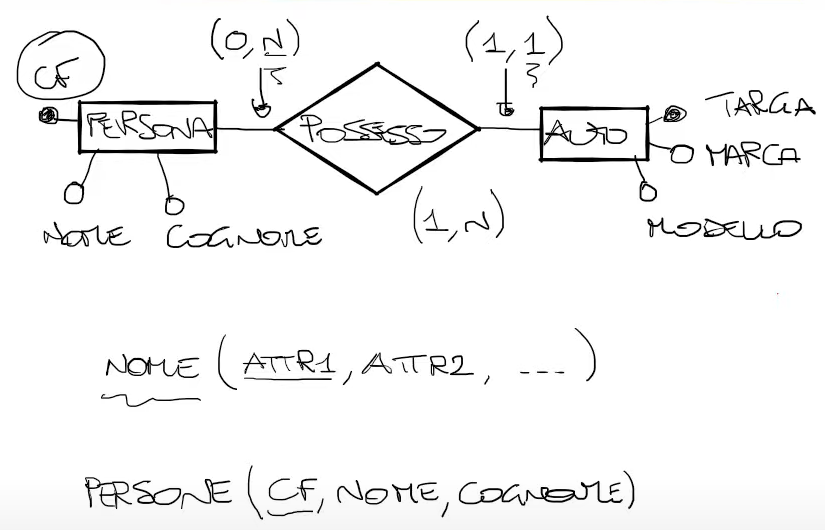 (0,N) (1,1)
CF
PERSONA POSSESSO AUTO TARGA
MARCA
NOME COGNOME (1,N) MODELLO
NOME (ATTR1, ATTR2, ---)
PERSONE (CF, NOME, COGNOME)